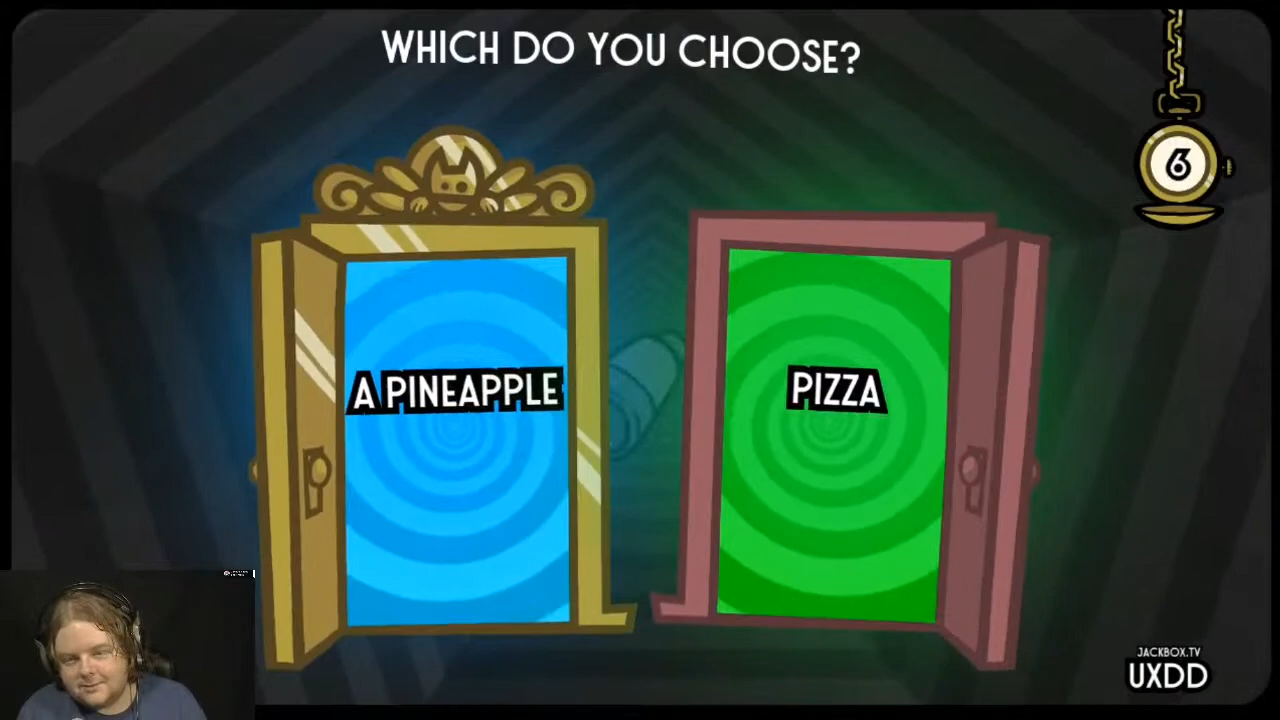 WHICH DO YOU CHOOSE?
6
A PINEAPPLE
PIZZA
JACKBOX.TV
UXDD